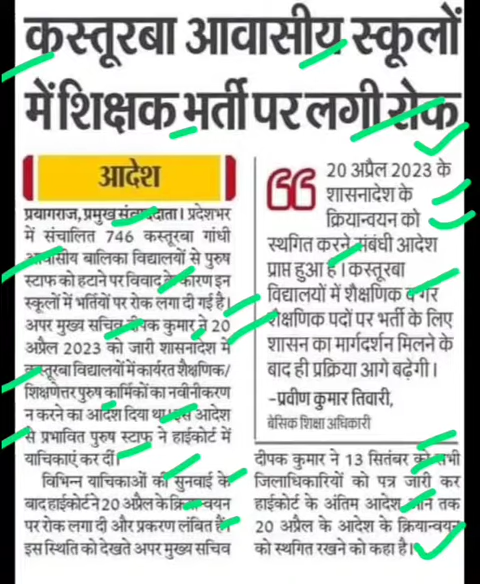 कस्तूरबा आवासीय स्कूलों
में शिक्षक भर्ती पर लगी रोक
आदेश
प्रयागराज, प्रमुख संवाददाता। प्रदेशभर
में संचालित 746 कस्तूरबा गांधी
आवासीय बालिका विद्यालयों से पुरुष
स्टाफ को हटाने पर विवाद के कारण इन
स्कूलों में भर्तियों पर रोक लगा दी गई है।
अपर मुख्य सचिव दीपक कुमार ने 20
अप्रैल 2023 को जारी शासनादेश में
कस्तूरबा विद्यालयों में कार्यरत शैक्षणिक/
शिक्षणेत्तर पुरुष कार्मिकों का नवीनीकरण
न करने का आदेश दिया था। इस आदेश
से प्रभावित पुरुष स्टाफ ने हाईकोर्ट में
याचिकाएं कर दीं।
विभिन्न याचिकाओं की सुनवाई के
बाद हाईकोर्ट ने 20 अप्रैल के क्रियान्वयन
पर रोक लगा दी और प्रकरण लंबित है।
इस स्थिति को देखते अपर मुख्य सचिव
20 अप्रैल 2023 के
शासनादेश के
क्रियान्वयन को
स्थगित करने संबंधी आदेश
प्राप्त हुआ है। कस्तूरबा
विद्यालयों में शैक्षणिक व गैर
शैक्षणिक पदों पर भर्ती के लिए
शासन का मार्गदर्शन मिलने के
बाद ही प्रक्रिया आगे बढ़ेगी।
-प्रवीण कुमार तिवारी,
बेसिक शिक्षा अधिकारी
दीपक कुमार ने 13 सितंबर को सभी
जिलाधिकारियों को पत्र जारी कर
हाईकोर्ट के अंतिम आदेश आने तक
20 अप्रैल के आदेश के क्रियान्वयन
को स्थगित रखने को कहा है।